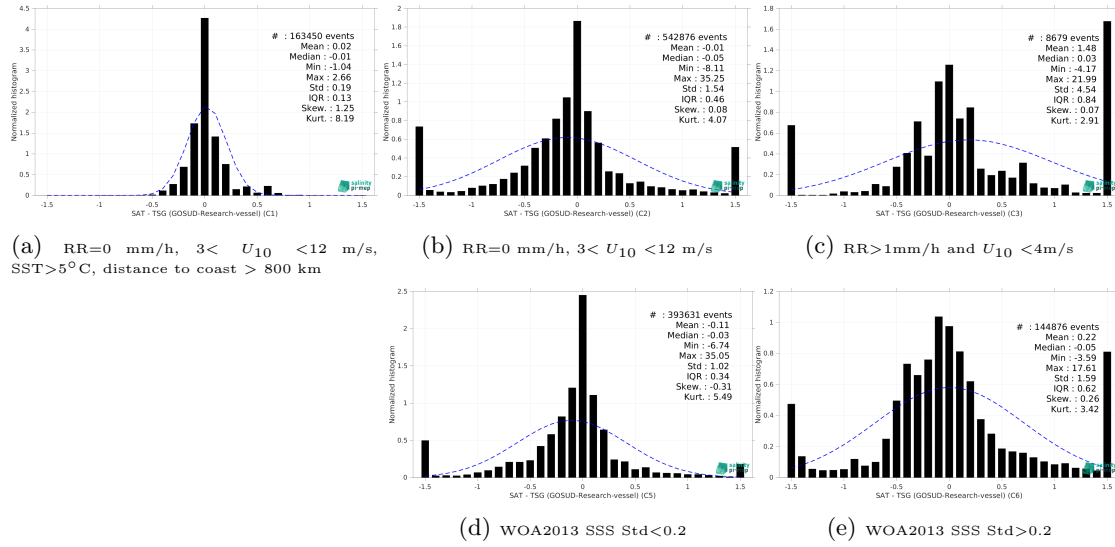 4.5
4
3.5
3
2.5
2
1.5
1
0.5
0
Normalized histogram
# : 163450 events
Mean : 0.02
Median : -0.01
Min : -1.04
Max : 2.66
Std : 0.19
IQR : 0.13
Skew. : 1.25
Kurt. : 8.19
salinity
pi-mep
-1.5 -1 -0.5 0 0.5 1 1.5
SAT - TSG (GOSUD-Research-vessel) (C1)
(a) RR=0 mm/h, 3< U10 <12 m/s,
SST>5°C, distance to coast > 800 km
2
1.8
1.6
1.4
1.2
1
0.8
0.6
0.4
0.2
0
Normalized histogram
# : 542876 events
Mean : -0.01
Median : -0.05
Min : -8.11
Max : 35.25
Std : 1.54
IQR : 0.46
Skew. : 0.08
Kurt. : 4.07
salinity
pi-mep
-1.5 -1 -0.5 0 0.5 1 1.5
SAT - TSG (GOSUD-Research-vessel) (C2)
(b) RR=0 mm/h, 3< U10 <12 m/s
1.8
1.6
1.4
1.2
1
0.8
0.6
0.4
0.2
0
Normalized histogram
# : 8679 events
Mean : 1.48
Median : 0.03
Min : -4.17
Max : 21.99
Std : 4.54
IQR : 0.84
Skew. : 0.07
Kurt. : 2.91
salinity
pi-mep
-1.5 -1 -0.5 0 0.5 1 1.5
SAT - TSG (GOSUD-Research-vessel) (C3)
(c) RR>1mm/h and U10 <4m/s
2.5
2
1.5
1
0.5
0
Normalized histogram
# : 393631 events
Mean : -0.11
Median : -0.03
Min : -6.74
Max : 35.05
Std : 1.02
IQR : 0.34
Skew. : -0.31
Kurt. : 5.49
salinity
pi-mep
-1.5 -1 -0.5 0 0.5 1 1.5
SAT - TSG (GOSUD-Research-vessel) (C5)
(d) WOA2013 SSS Std<0.2
1.2
1
0.8
0.6
0.4
0.2
0
Normalized histogram
# : 144876 events
Mean : 0.22
Median : -0.05
Min : -3.59
Max : 17.61
Std : 1.59
IQR : 0.62
Skew. : 0.26
Kurt. : 3.42
salinity
pi-mep
-1.5 -1 -0.5 0 0.5 1 1.5
SAT - TSG (GOSUD-Research-vessel) (C6)
(e) WOA2013 SSS Std>0.2